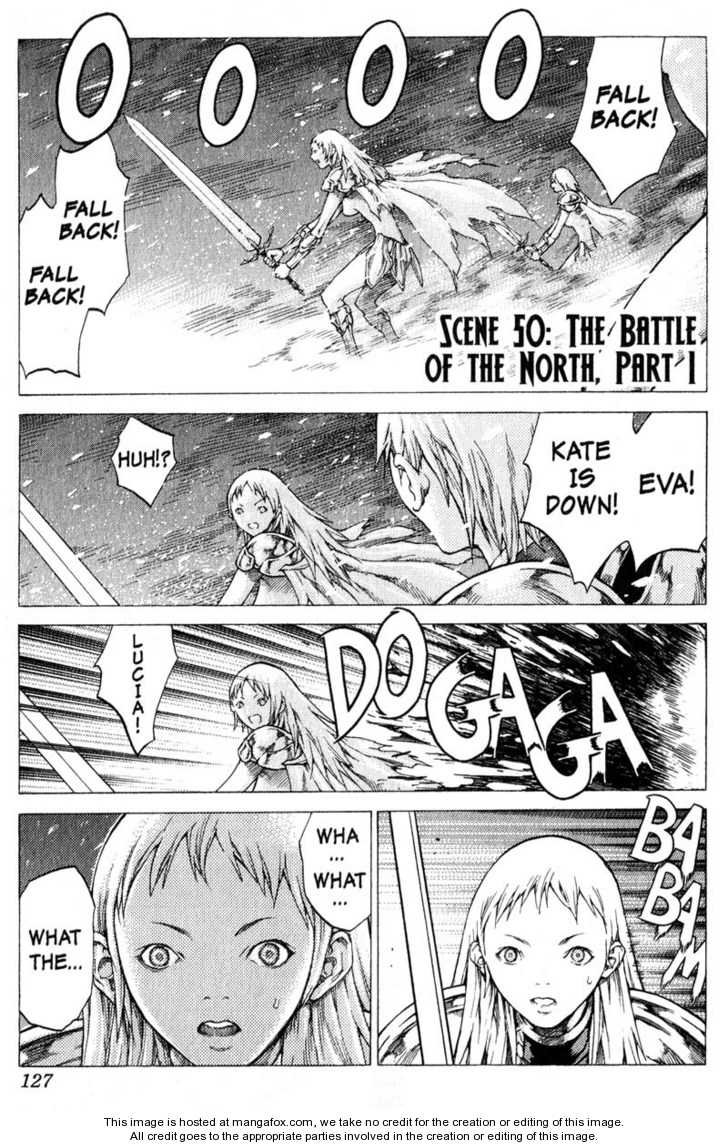 OOOO
FALL
BACK!
FALL
BACK!
FALL
BACK!
SCENE 50: THE BATTLE
OF THE NORTH, PART 1
EVA!
KATE
IS
DOWN!
HUH!?
DOGAGA
LUCIA!
BA
BAM
WHA
...
WHAT
...
WHAT
THE...
127
This image is hosted at mangafox.com, we take no credit for the creation or editing of this image.
All credit goes to the appropriate parties involved in the creation or editing of this image.